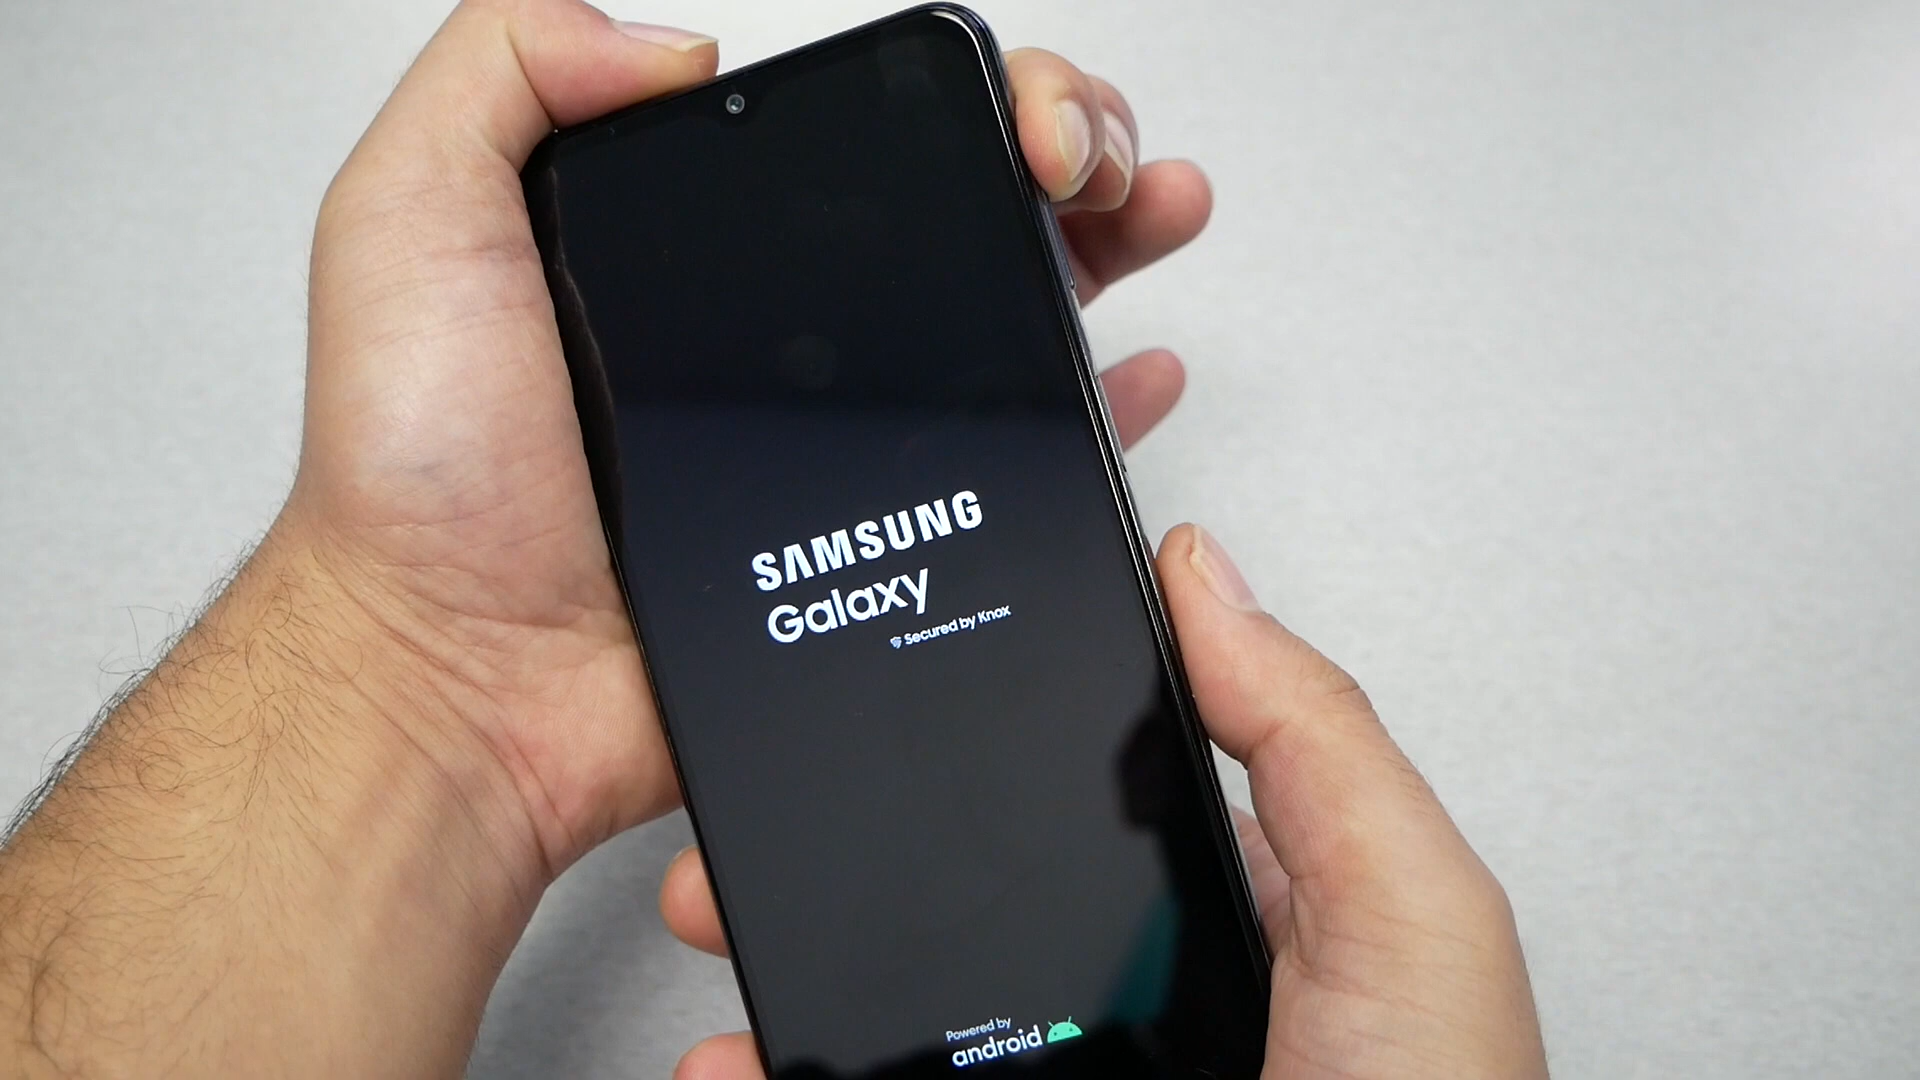 SAMSUNG
Galaxy
Secured by Knox
Powered by
android